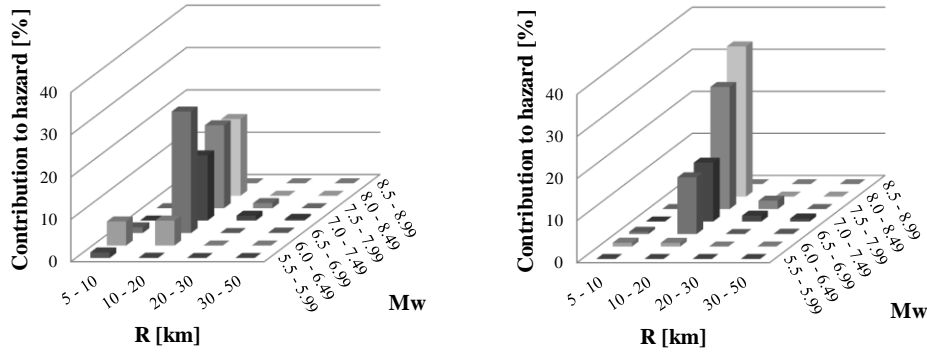 Contribution to hazard [%]
40
30
20
10
0
5 - 10
10 - 20
20 - 30
30 - 50
R [km]
5.5 - 5.99
6.0 - 6.49
6.5 - 6.99
7.0 - 7.49
7.5 - 7.99
8.0 - 8.49
8.5 - 8.99
Mw
Contribution to hazard [%]
40
30
20
10
0
5 - 10
10 - 20
20 - 30
30 - 50
R [km]
5.5 - 5.99
6.0 - 6.49
6.5 - 6.99
7.0 - 7.49
7.5 - 7.99
8.0 - 8.49
8.5 - 8.99
Mw